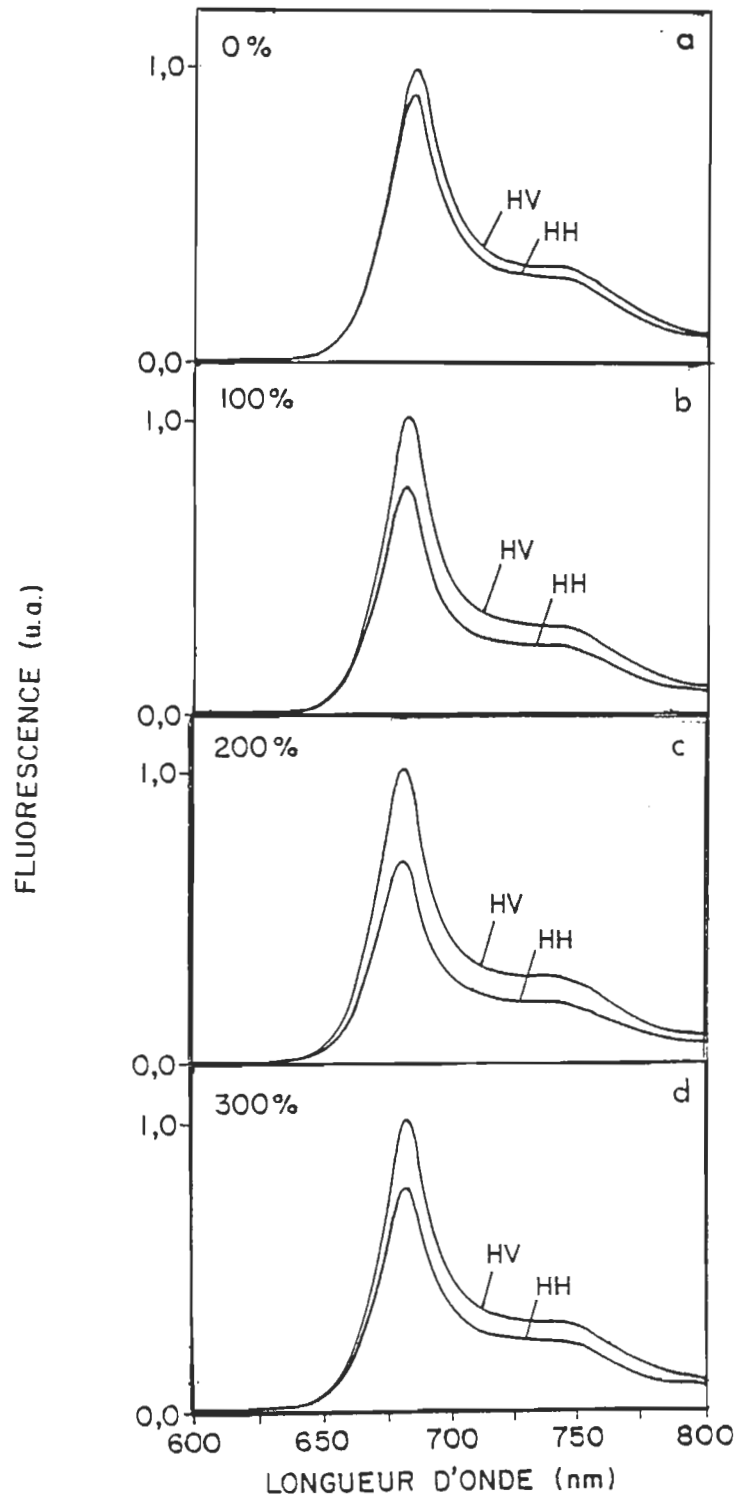 0%
a
1,0
HV
HH
0,0
100%
b
1,0
HV
HH
0,0
200%
c
1,0
HV
HH
0,0
300%
d
1,0
HV
HH
0,0
600 650 700 750 800
LONGUEUR D'ONDE (nm)
FLUORESCENCE (u.a.)